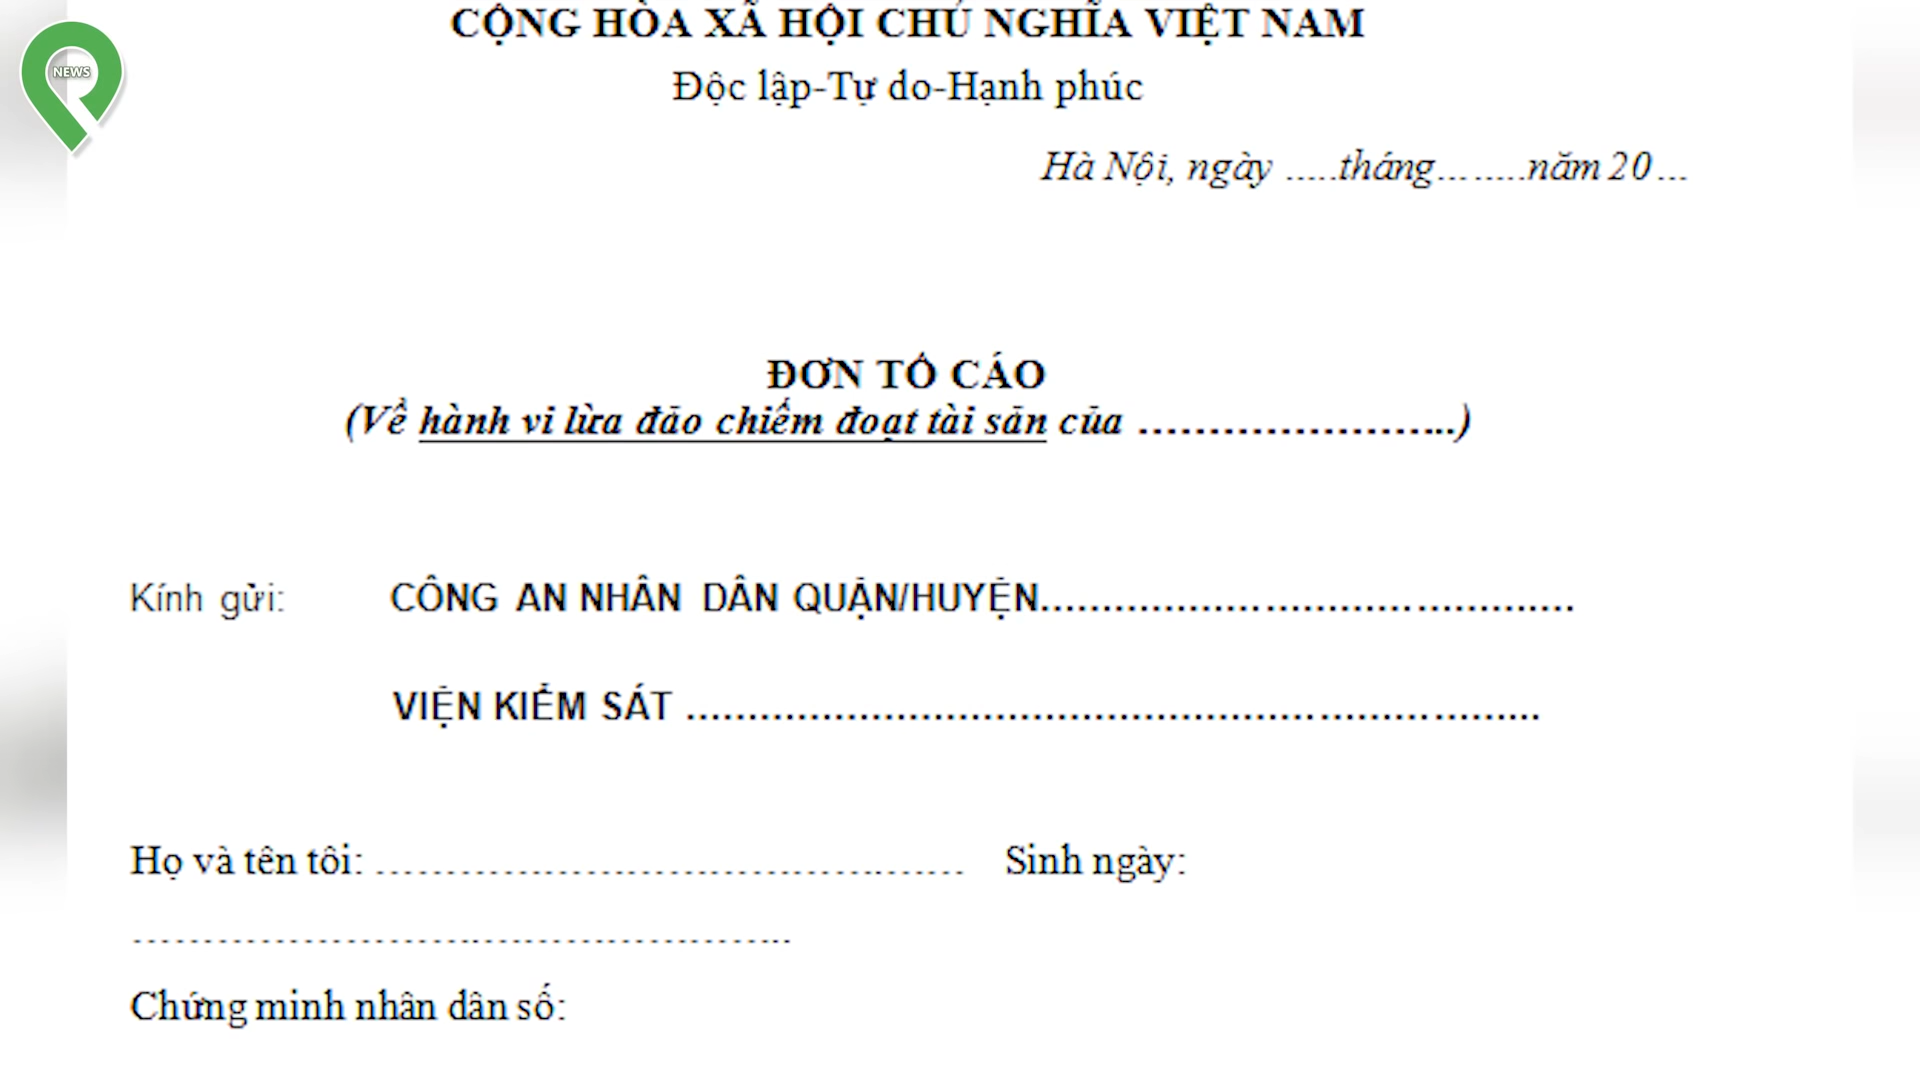 NEWS
CỘNG HÒA XÃ HỘI CHỦ NGHĨA VIỆT NAM
Độc lập-Tự do-Hạnh phúc
Hà Nội, ngày .....tháng........năm 20...
ĐƠN TỐ CÁO
(Về hành vi lừa đảo chiếm đoạt tài sản của ..........................)
Kính gửi: CÔNG AN NHÂN DÂN QUẬN/HUYỆN..........................................
VIỆN KIỂM SÁT ..................................................................
Họ và tên tôi: .................................................. Sinh ngày:
........................................................
Chứng minh nhân dân số: